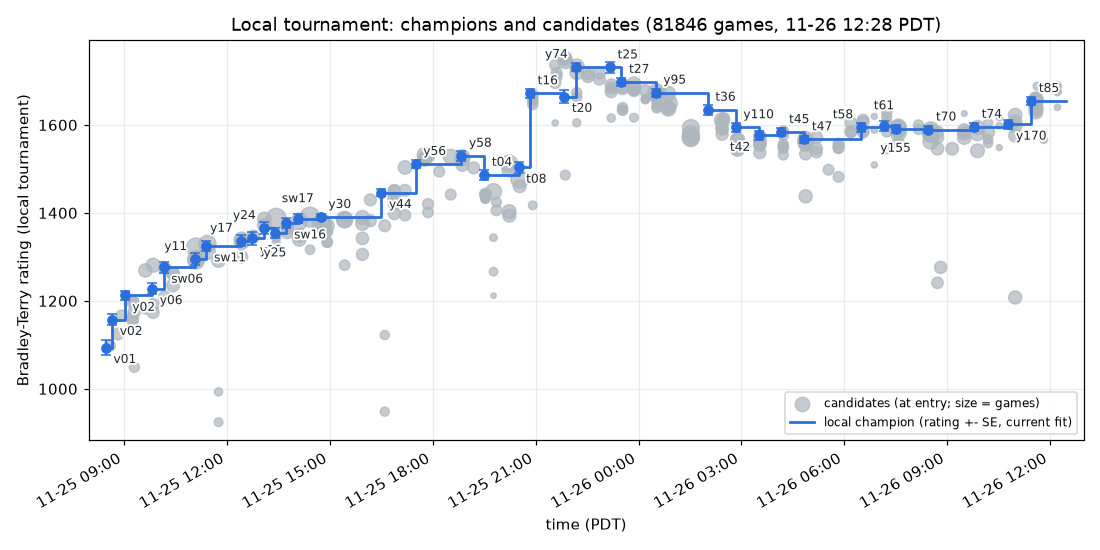 Local tournament: champions and candidates (81846 games, 11-26 12:28 PDT)
Bradley-Terry rating (local tournament)
1600
1400
1200
1000
v01
v02
y02
y06
sw06
y11
sw11
y17
y24
y25
sw17
sw16
y30
y44
y56
y58
t04
t08
t16
y74
t20
t25
t27
y95
t36
t42
y110
t45
t47
t58
t61
y155
t70
t74
y170
t85
candidates (at entry; size = games)
local champion (rating +- SE, current fit)
11-25 09:00
11-25 12:00
11-25 15:00
11-25 18:00
11-25 21:00
11-26 00:00
11-26 03:00
11-26 06:00
11-26 09:00
11-26 12:00
time (PDT)